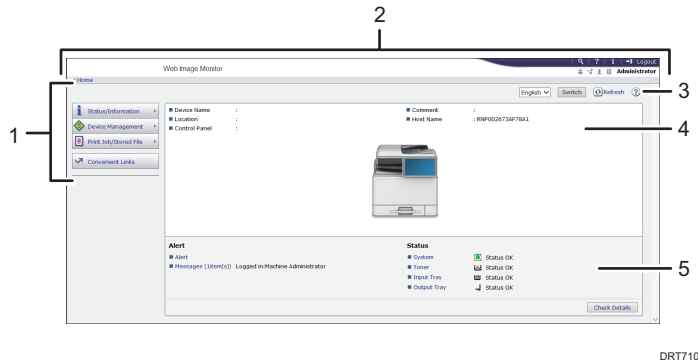 2
Web Image Monitor
? i Logout
Administrator
Home
English Switch Refresh ? 3
1
Status/Information
Device Management
Print Job/Stored File
Convenient Links
Device Name :
Location :
Control Panel :
Comment :
Host Name : RNP002673AF78A1
4
Alert
Alert
Messages (1item(s)) Logged in:Machine Administrator
Status
System Status OK
Toner Status OK
Input Tray Status OK
Output Tray Status OK
5
Check Details
DRT710